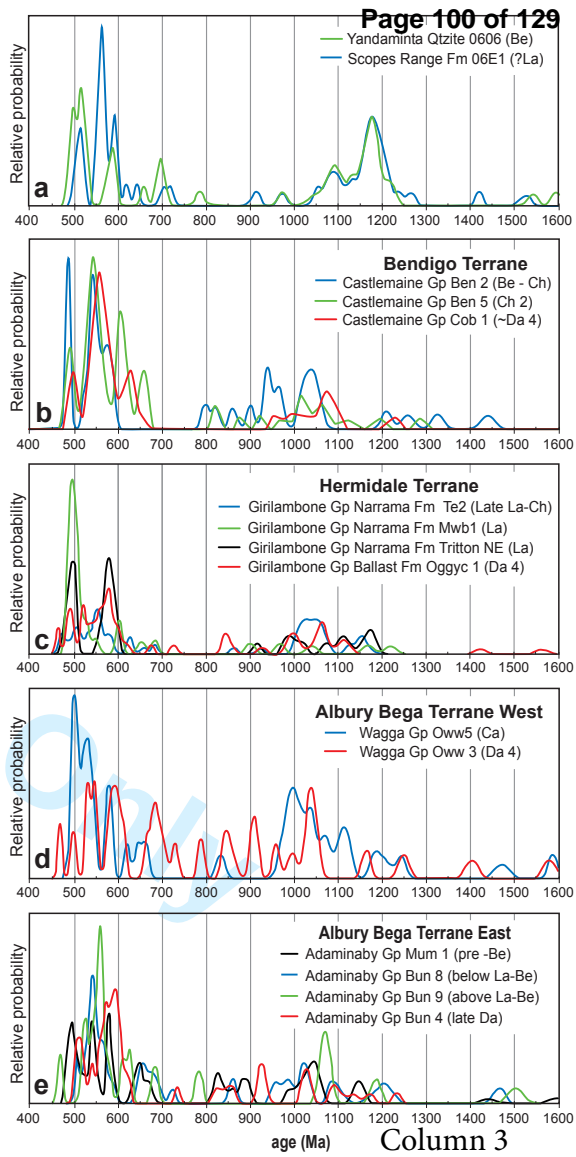 Page 100 of 129
Relative probability
Yandaminta Qtzite 0606 (Be)
Scopes Range Fm 06E1 (?La)
a
400 500 600 700 800 900 1000 1100 1200 1300 1400 1500 1600
Relative probability
Bendigo Terrane
Castlemaine Gp Ben 2 (Be - Ch)
Castlemaine Gp Ben 5 (Ch 2)
Castlemaine Gp Cob 1 (~Da 4)
b
400 500 600 700 800 900 1000 1100 1200 1300 1400 1500 1600
Relative probability
Hermidale Terrane
Girilambone Gp Narrama Fm Te2 (Late La-Ch)
Girilambone Gp Narrama Fm Mwb1 (La)
Girilambone Gp Narrama Fm Tritton NE (La)
Girilambone Gp Ballast Fm Oggyc 1 (Da 4)
c
400 500 600 700 800 900 1000 1100 1200 1300 1400 1500 1600
Relative probability
Albury Bega Terrane West
Wagga Gp Oww5 (Ca)
Wagga Gp Oww 3 (Da 4)
Only
d
400 500 600 700 800 900 1000 1100 1200 1300 1400 1500 1600
Relative probability
Albury Bega Terrane East
Adaminaby Gp Mum 1 (pre -Be)
Adaminaby Gp Bun 8 (below La-Be)
Adaminaby Gp Bun 9 (above La-Be)
Adaminaby Gp Bun 4 (late Da)
e
400 500 600 700 800 900 1000 1100 1200 1300 1400 1500 1600
age (Ma)
Column 3